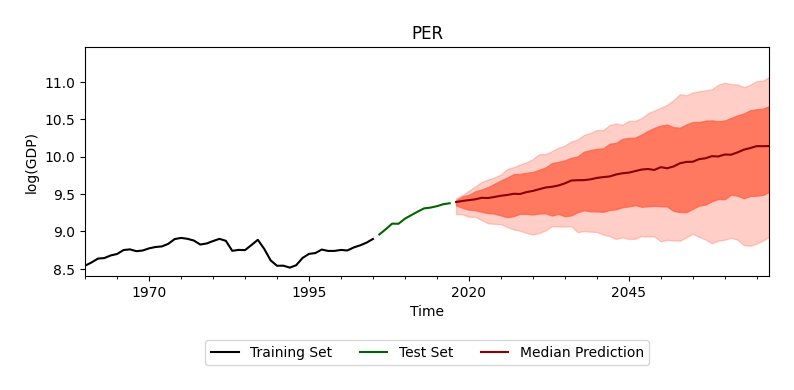 PER
11.0
10.5
10.0
9.5
9.0
8.5
log(GDP)
1970
1995
2020
2045
Time
Training Set
Test Set
Median Prediction